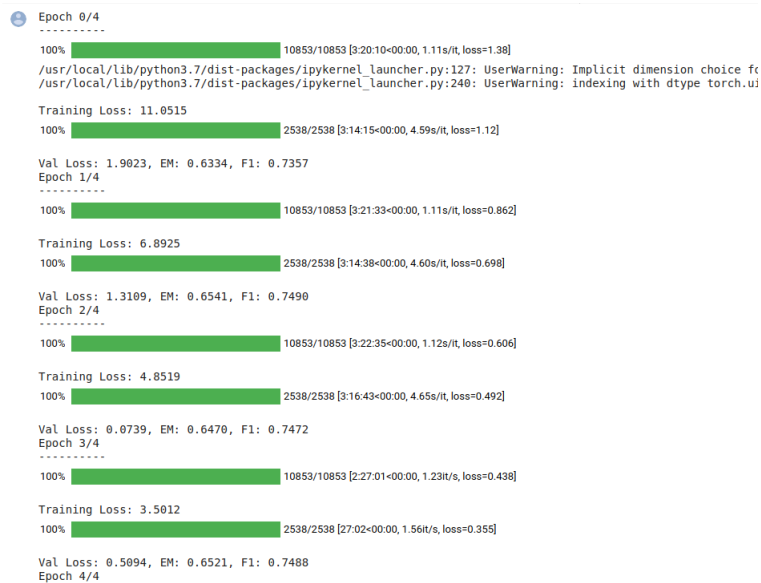 Epoch 0/4
----------
100% 10853/10853 [3:20:10<00:00, 1.11s/it, loss=1.38]
/usr/local/lib/python3.7/dist-packages/ipykernel_launcher.py:127: UserWarning: Implicit dimension choice fo
/usr/local/lib/python3.7/dist-packages/ipykernel_launcher.py:240: UserWarning: indexing with dtype torch.ui
Training Loss: 11.0515
100% 2538/2538 [3:14:15<00:00, 4.59s/it, loss=1.12]
Val Loss: 1.9023, EM: 0.6334, F1: 0.7357
Epoch 1/4
----------
100% 10853/10853 [3:21:33<00:00, 1.11s/it, loss=0.862]
Training Loss: 6.8925
100% 2538/2538 [3:14:38<00:00, 4.60s/it, loss=0.698]
Val Loss: 1.3109, EM: 0.6541, F1: 0.7490
Epoch 2/4
----------
100% 10853/10853 [3:22:35<00:00, 1.12s/it, loss=0.606]
Training Loss: 4.8519
100% 2538/2538 [3:16:43<00:00, 4.65s/it, loss=0.492]
Val Loss: 0.0739, EM: 0.6470, F1: 0.7472
Epoch 3/4
----------
100% 10853/10853 [2:27:01<00:00, 1.23it/s, loss=0.438]
Training Loss: 3.5012
100% 2538/2538 [27:02<00:00, 1.56it/s, loss=0.355]
Val Loss: 0.5094, EM: 0.6521, F1: 0.7488
Epoch 4/4